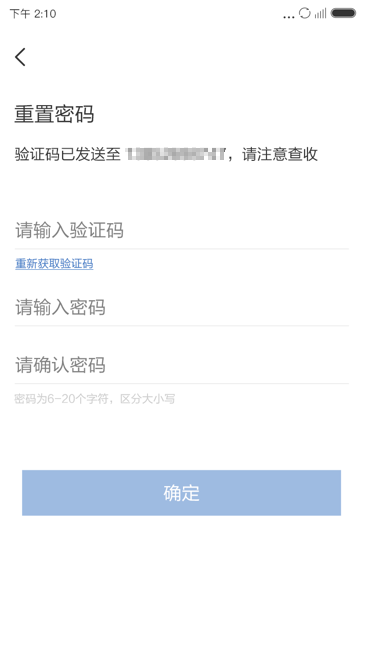 下午 2:10
重置密码
验证码已发送至 ，请注意查收
请输入验证码
重新获取验证码
请输入密码
请确认密码
密码为6-20个字符，区分大小写
确定